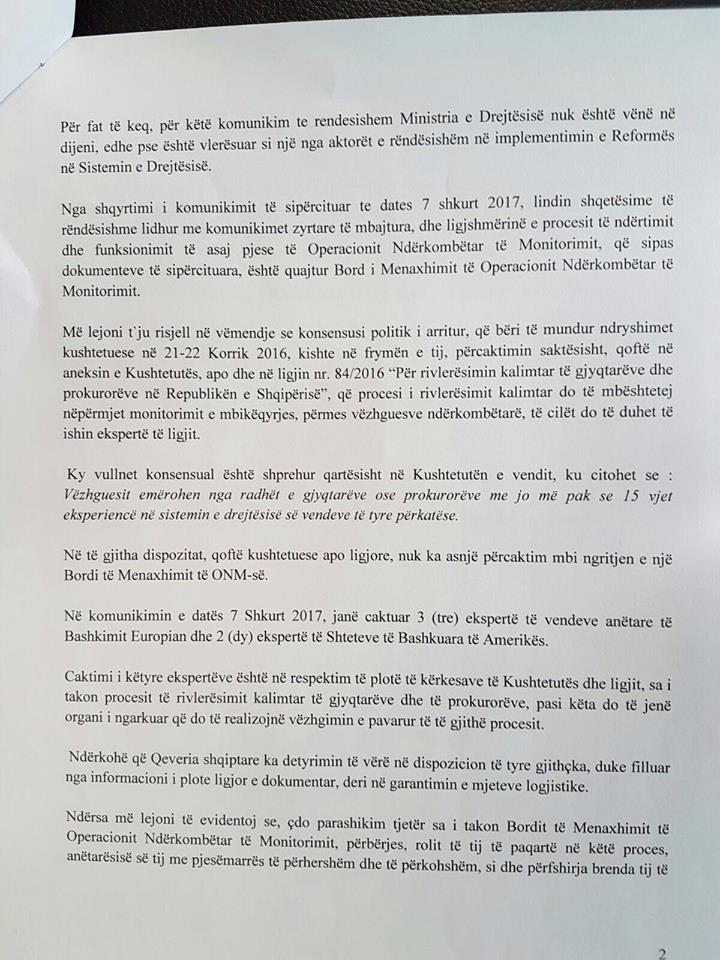 Për fat të keq, për këtë komunikim te rendesishem Ministria e Drejtësisë nuk është vënë në
dijeni, edhe pse është vlerësuar si një nga aktorët e rëndësishëm në implementimin e Reformës
në Sistemin e Drejtësisë.
Nga shqyrtimi i komunikimit të sipërcituar te dates 7 shkurt 2017, lindin shqetësime të
rëndësishme lidhur me komunikimet zyrtare të mbajtura, dhe ligjshmërinë e procesit të ndërtimit
dhe funksionimit të asaj pjese të Operacionit Ndërkombëtar të Monitorimit, që sipas
dokumenteve të sipërcituara, është quajtur Bord i Menaxhimit të Operacionit Ndërkombëtar të
Monitorimit.
Më lejoni t`ju risjell në vëmendje se konsensusi politik i arritur, që bëri të mundur ndryshimet
kushtetuese në 21-22 Korrik 2016, kishte në frymën e tij, përcaktimin saktësisht, qoftë në
aneksin e Kushtetutës, apo dhe në ligjin nr. 84/2016 “Për rivlerësimin kalimtar të gjyqtarëve dhe
prokurorëve në Republikën e Shqipërisë”, që procesi i rivlerësimit kalimtar do të mbështetej
nëpërmjet monitorimit e mbikëqyrjes, përmes vëzhguesve ndërkombëtarë, të cilët do të duhet të
ishin ekspertë të ligjit.
Ky vullnet konsensual është shprehur qartësisht në Kushtetutën e vendit, ku citohet se :
Vëzhguesit emërohen nga radhët e gjyqtarëve ose prokurorëve me jo më pak se 15 vjet
eksperiencë në sistemin e drejtësisë së vendeve të tyre përkatëse.
Në të gjitha dispozitat, qoftë kushtetuese apo ligjore, nuk ka asnjë përcaktim mbi ngritjen e një
Bordi të Menaxhimit të ONM-së.
Në komunikimin e datës 7 Shkurt 2017, janë caktuar 3 (tre) ekspertë të vendeve anëtare të
Bashkimit Europian dhe 2 (dy) ekspertë të Shteteve të Bashkuara të Amerikës.
Caktimi i këtyre ekspertëve është në respektim të plotë të kërkesave të Kushtetutës dhe ligjit, sa i
takon procesit të rivlerësimit kalimtar të gjyqtarëve dhe të prokurorëve, pasi këta do të jenë
organi i ngarkuar që do të realizojnë vëzhgimin e pavarur të të gjithë procesit.
Ndërkohë që Qeveria shqiptare ka detyrimin të vërë në dispozicion të tyre gjithçka, duke filluar
nga informacioni i plote ligjor e dokumentar, deri në garantimin e mjeteve logjistike.
Ndërsa më lejoni të evidentoj se, çdo parashikim tjetër sa i takon Bordit të Menaxhimit të
Operacionit Ndërkombëtar të Monitorimit, përbërjes, rolit të tij të paqartë në këtë proces,
anëtarësisë së tij me pjesëmarrës të përhershëm dhe të përkohshëm, si dhe përfshirja brenda tij të
2